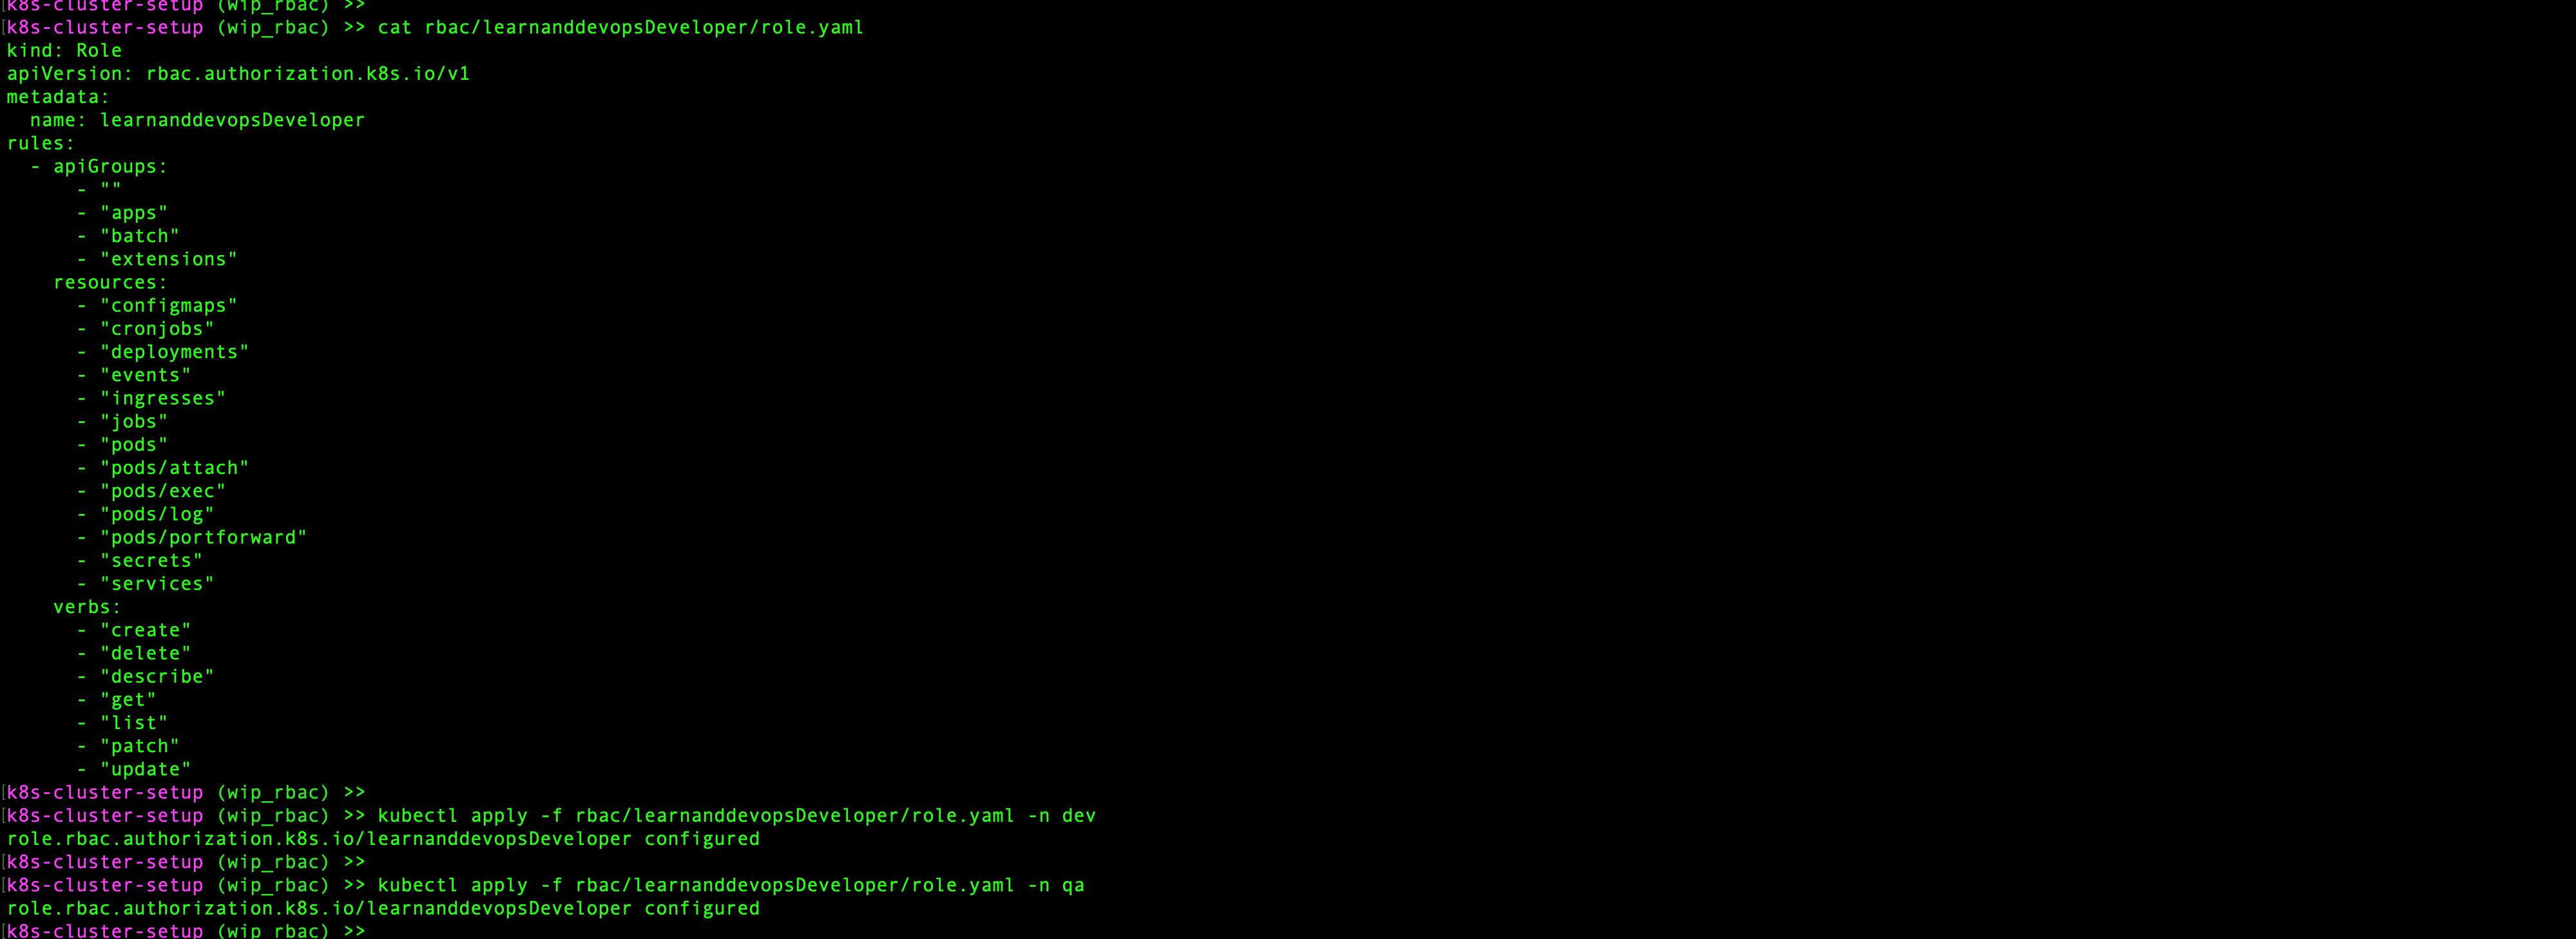 [k8s-cluster-setup (wip_rbac) >>
[k8s-cluster-setup (wip_rbac) >> cat rbac/learnanddevopsDeveloper/role.yaml
kind: Role
apiVersion: rbac.authorization.k8s.io/v1
metadata:
  name: learnanddevopsDeveloper
rules:
  - apiGroups:
      - ""
      - "apps"
      - "batch"
      - "extensions"
    resources:
      - "configmaps"
      - "cronjobs"
      - "deployments"
      - "events"
      - "ingresses"
      - "jobs"
      - "pods"
      - "pods/attach"
      - "pods/exec"
      - "pods/log"
      - "pods/portforward"
      - "secrets"
      - "services"
    verbs:
      - "create"
      - "delete"
      - "describe"
      - "get"
      - "list"
      - "patch"
      - "update"
[k8s-cluster-setup (wip_rbac) >>
[k8s-cluster-setup (wip_rbac) >> kubectl apply -f rbac/learnanddevopsDeveloper/role.yaml -n dev
role.rbac.authorization.k8s.io/learnanddevopsDeveloper configured
[k8s-cluster-setup (wip_rbac) >>
[k8s-cluster-setup (wip_rbac) >> kubectl apply -f rbac/learnanddevopsDeveloper/role.yaml -n qa
role.rbac.authorization.k8s.io/learnanddevopsDeveloper configured
[k8s-cluster-setup (wip_rbac) >>